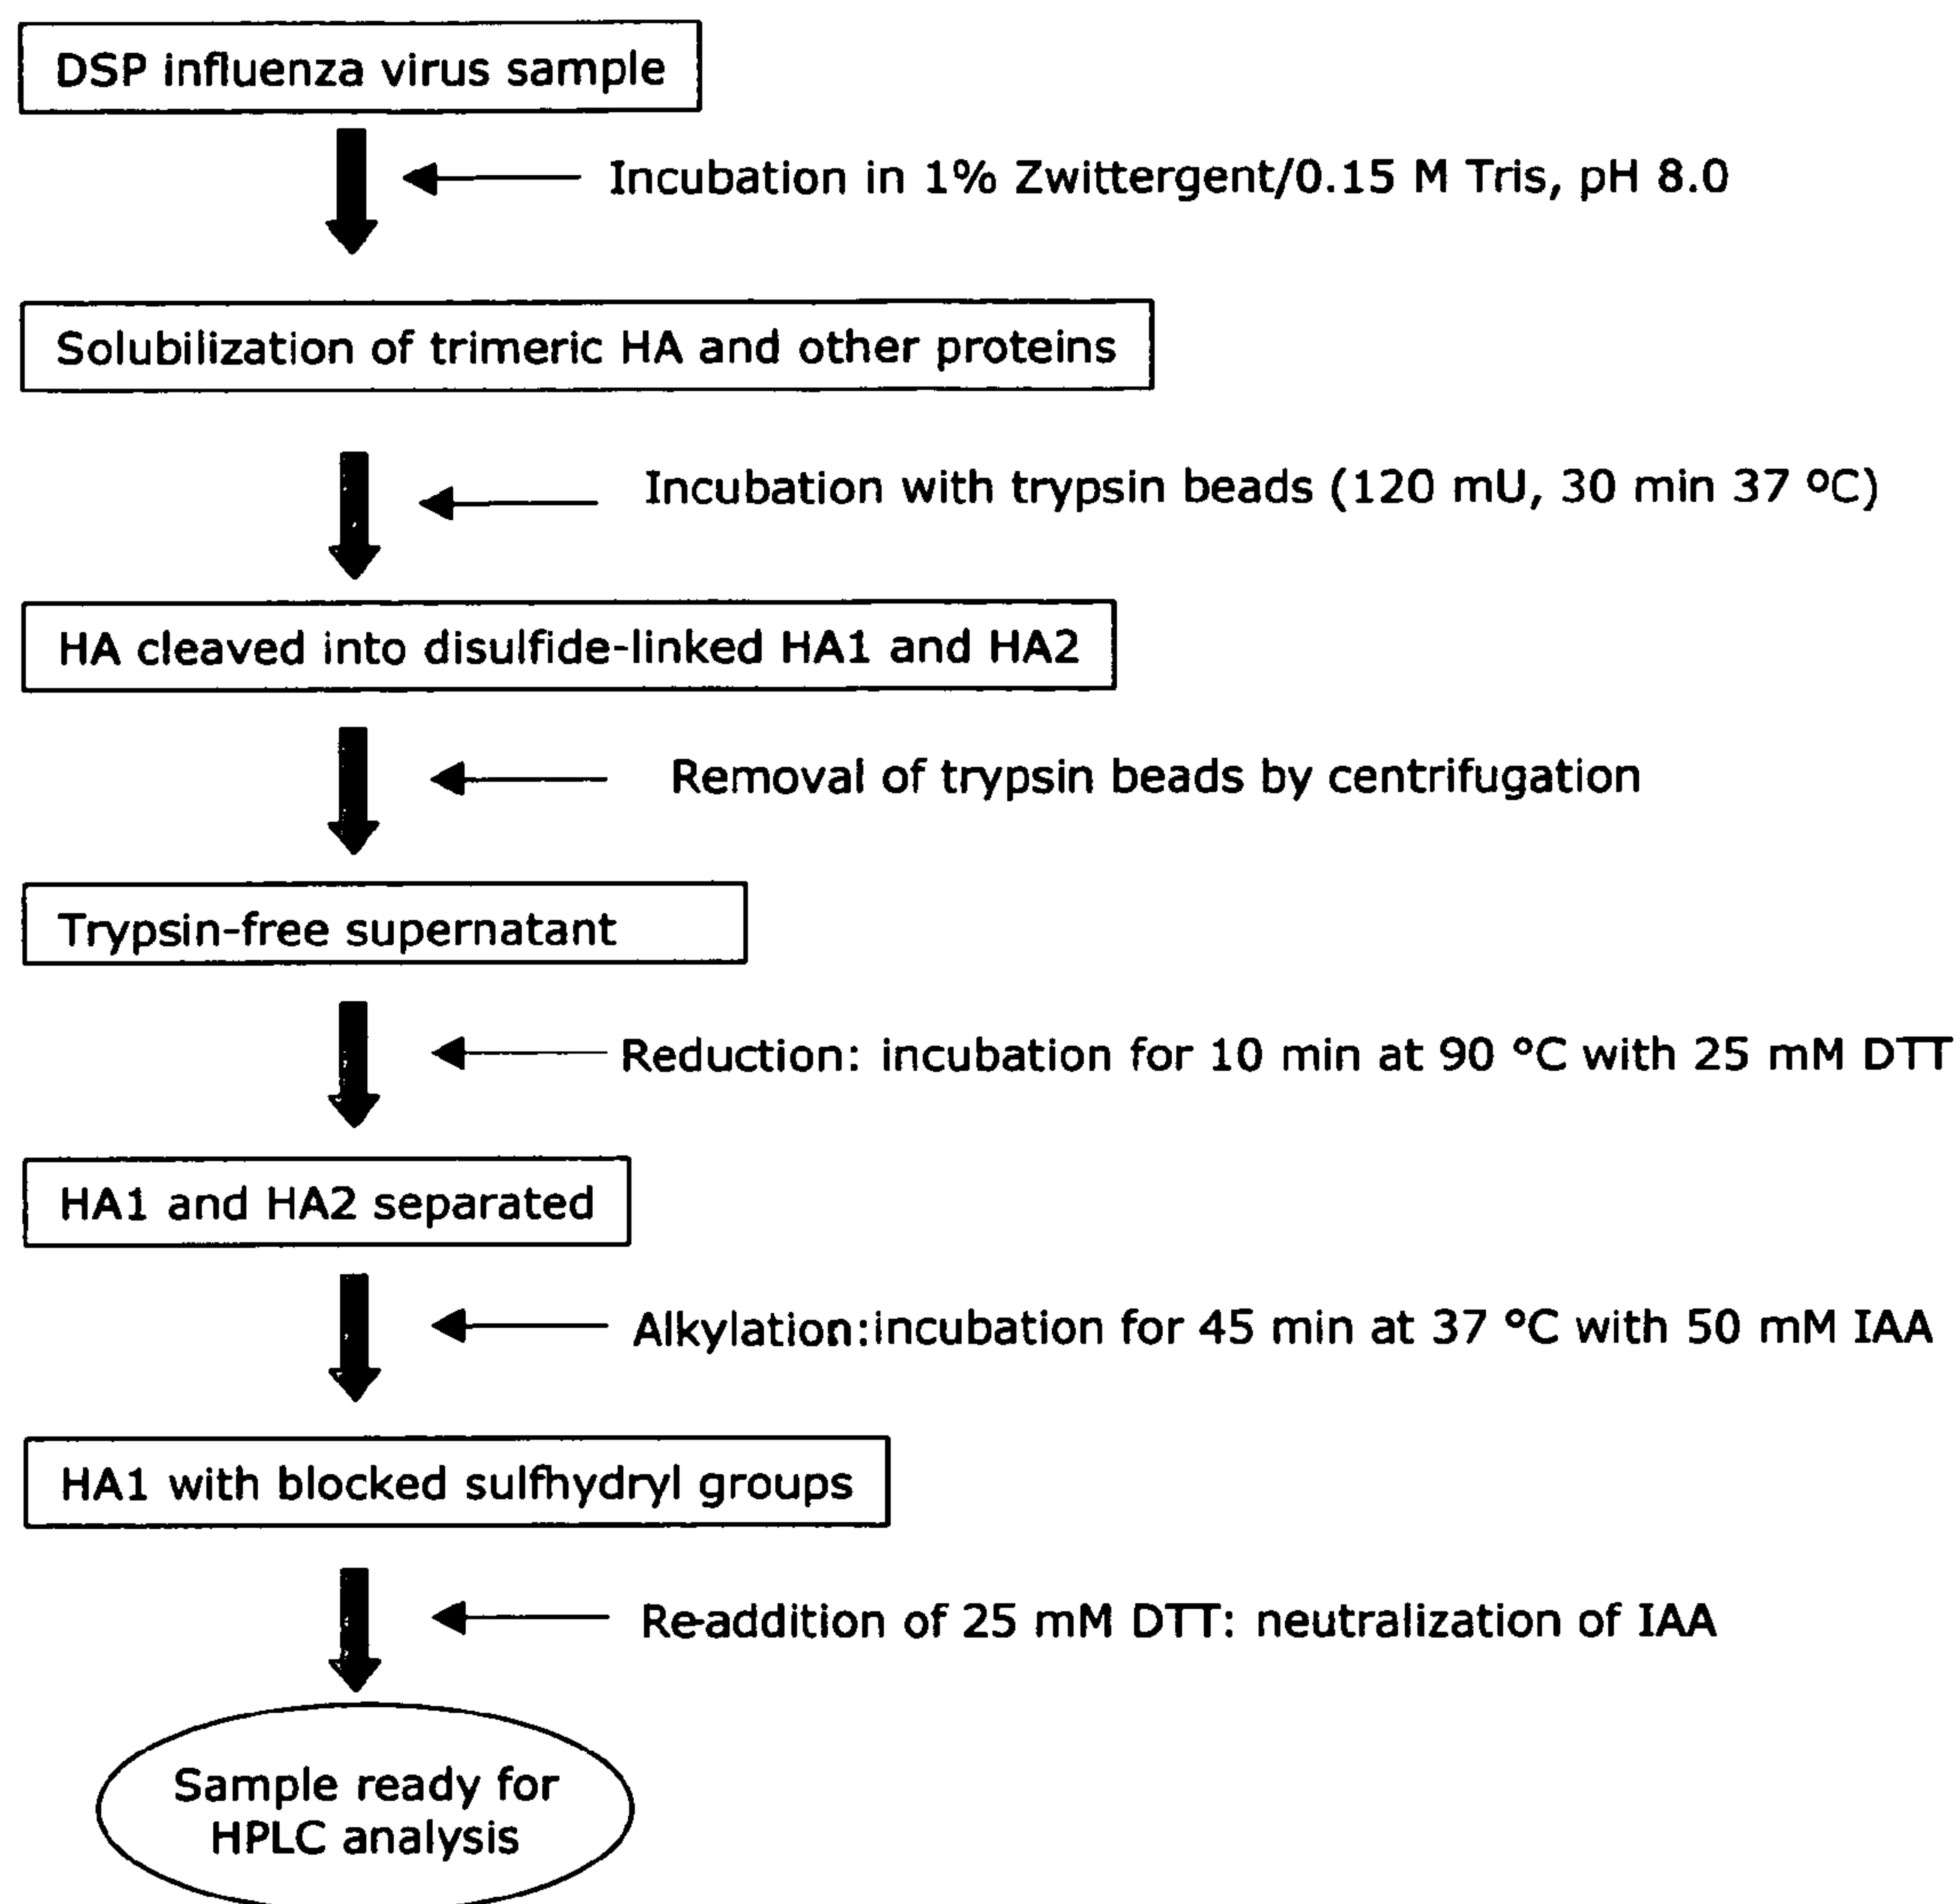 DSP influenza virus sample
Incubation in 1% Zwittergent/0.15 M Tris, pH 8.0
Solubilization of trimeric HA and other proteins
Incubation with trypsin beads (120 mU, 30 min 37 ºC)
HA cleaved into disulfide-linked HA1 and HA2
Removal of trypsin beads by centrifugation
Trypsin-free supernatant
Reduction: incubation for 10 min at 90 ºC with 25 mM DTT
HA1 and HA2 separated
Alkylation:incubation for 45 min at 37 ºC with 50 mM IAA
HA1 with blocked sulfhydryl groups
Re-addition of 25 mM DTT: neutralization of IAA
Sample ready for
HPLC analysis